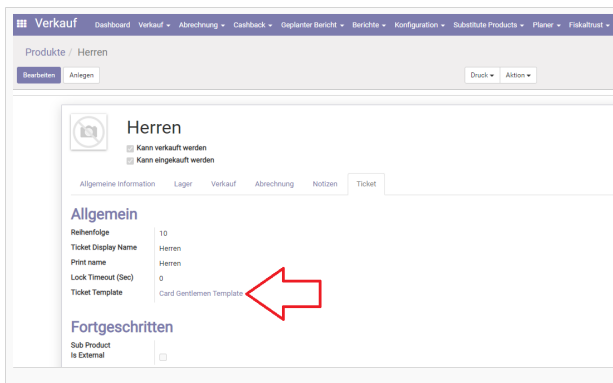 Verkauf Dashboard Verkauf Abrechnung Cashback Geplanter Bericht Berichte Konfiguration Substitute Products Planer Fiskaltrust
Produkte / Herren
Bearbeiten Anlegen Druck Aktion
Herren
Kann verkauft werden
Kann eingekauft werden
Allgemeine Information Lager Verkauf Abrechnung Notizen Ticket
Allgemein
Reihenfolge 10
Ticket Display Name Herren
Print name Herren
Lock Timeout (Sec) 0
Ticket Template Card Gentlemen Template
Fortgeschritten
Sub Product
Is External